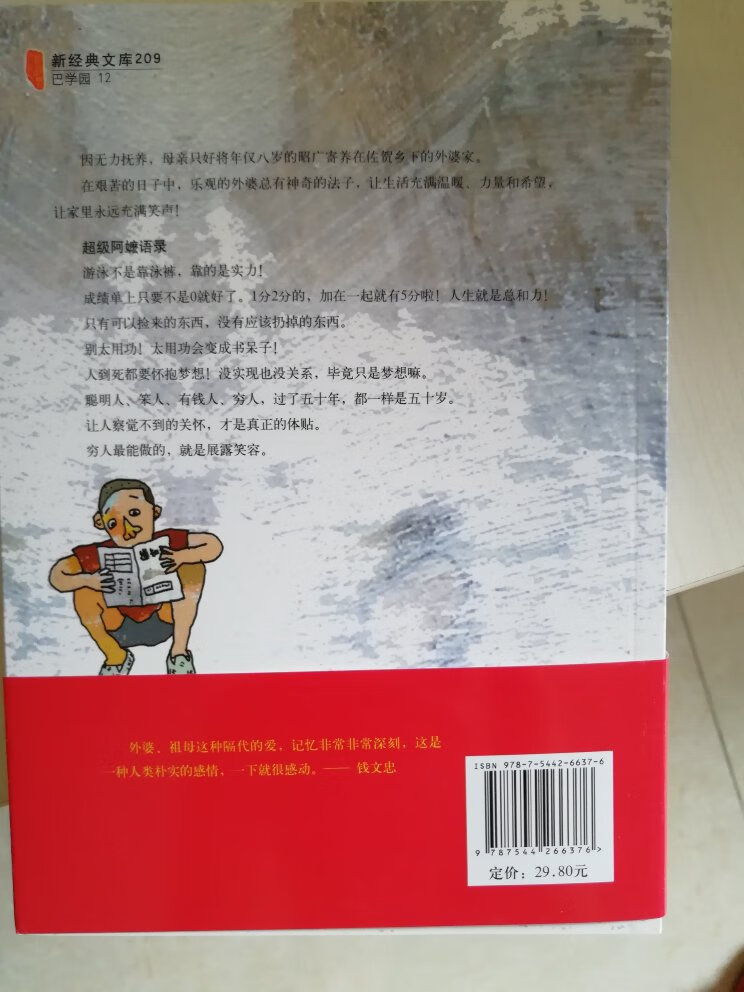 新经典文库209
巴学园 12
因无力抚养，母亲只好将年仅八岁的昭广寄养在佐贺乡下的外婆家。
在艰苦的日子中，乐观的外婆总有神奇的法子，让生活充满温暖、力量和希望，
让家里永远充满笑声！
超级阿嬷语录
游泳不是靠泳裤，靠的是实力！
成绩单上只要不是0就好了。1分2分的，加在一起就有5分啦！人生就是总和力！
只有可以捡来的东西，没有应该扔掉的东西。
别太用功！太用功会变成书呆子！
人到死都要怀抱梦想！没实现也没关系，毕竟只是梦想嘛。
聪明人、笨人、有钱人、穷人，过了五十年，都一样是五十岁。
让人察觉不到的关怀，才是真正的体贴。
穷人最能做的，就是展露笑容。
外婆、祖母这种隔代的爱，记忆非常非常深刻，这是
一种人类朴实的感情，一下就很感动。—— 钱文忠
ISBN 978-7-5442-6637-6
9 787544 266376 >
定价：29.80元